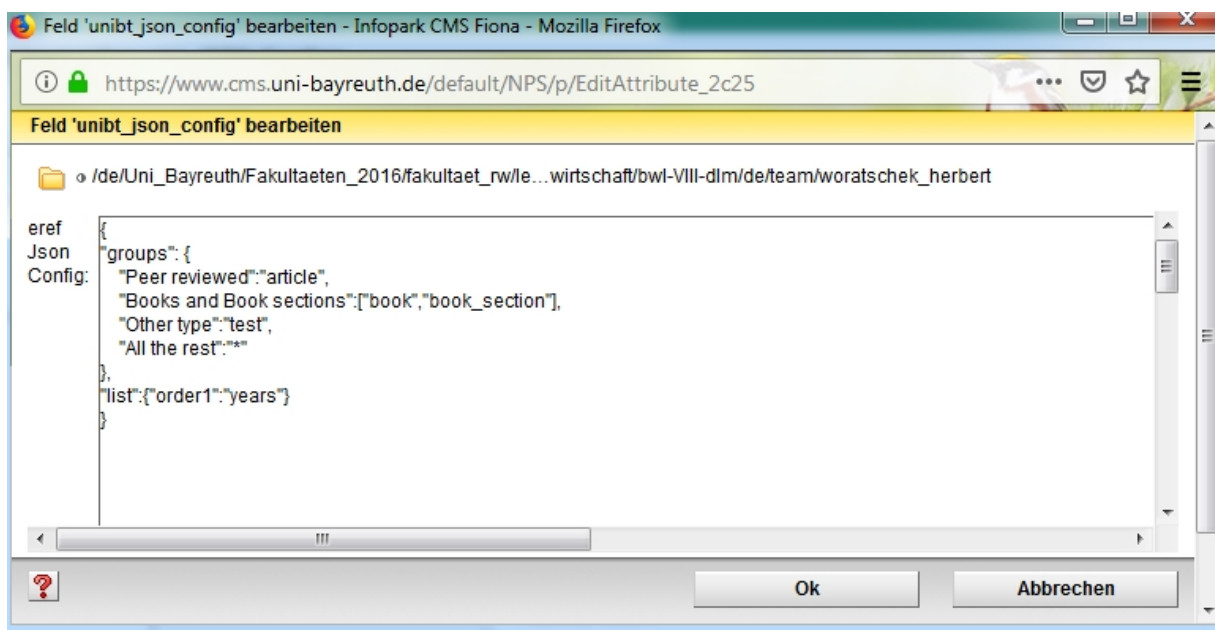 Feld 'unibt_json_config' bearbeiten - Infopark CMS Fiona - Mozilla Firefox
https://www.cms.uni-bayreuth.de/default/NPS/p/EditAttribute_2c25
Feld 'unibt_json_config' bearbeiten
/de/Uni_Bayreuth/Fakultaeten_2016/fakultaet_rw/le...wirtschaft/bwl-VIII-dlm/de/team/woratschek_herbert
eref
Json
Config:
{
"groups": {
"Peer reviewed":"article",
"Books and Book sections":["book","book_section"],
"Other type":"test",
"All the rest":"*"
},
"list":{"order1":"years"}
}
Ok
Abbrechen